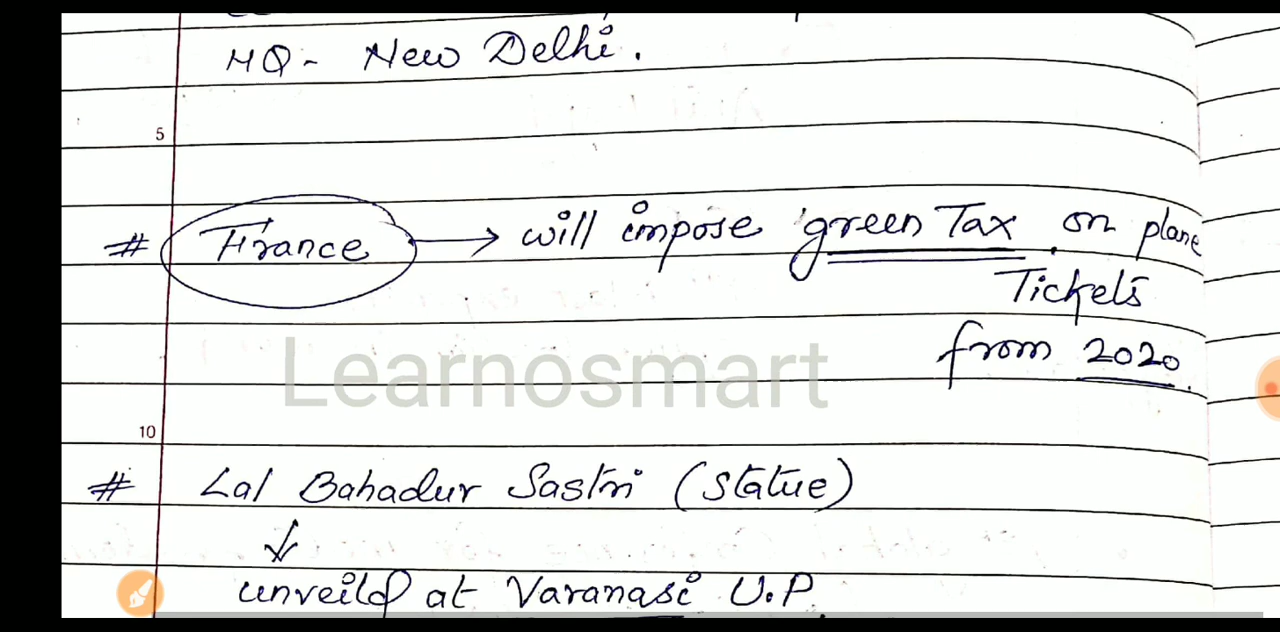 HQ - New Delhi.
5
# France → will impose 'green Tax on plane
Tickets
from 2020.
Learnosmart
10
# Lal Bahadur Sastri (statue)
↓
unveild at Varanasi U.P.